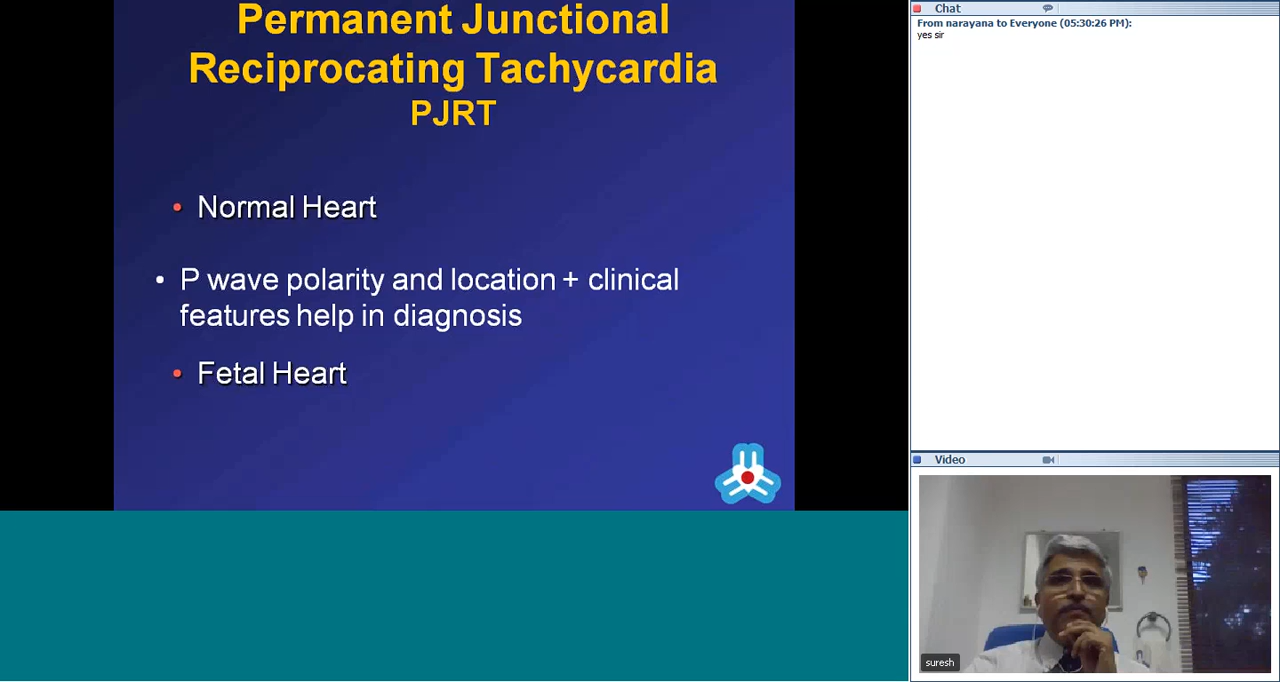 Permanent Junctional
Reciprocating Tachycardia
PJRT
• Normal Heart
• P wave polarity and location + clinical
features help in diagnosis
• Fetal Heart
Chat
From narayana to Everyone (05:30:26 PM):
yes sir
Video
suresh